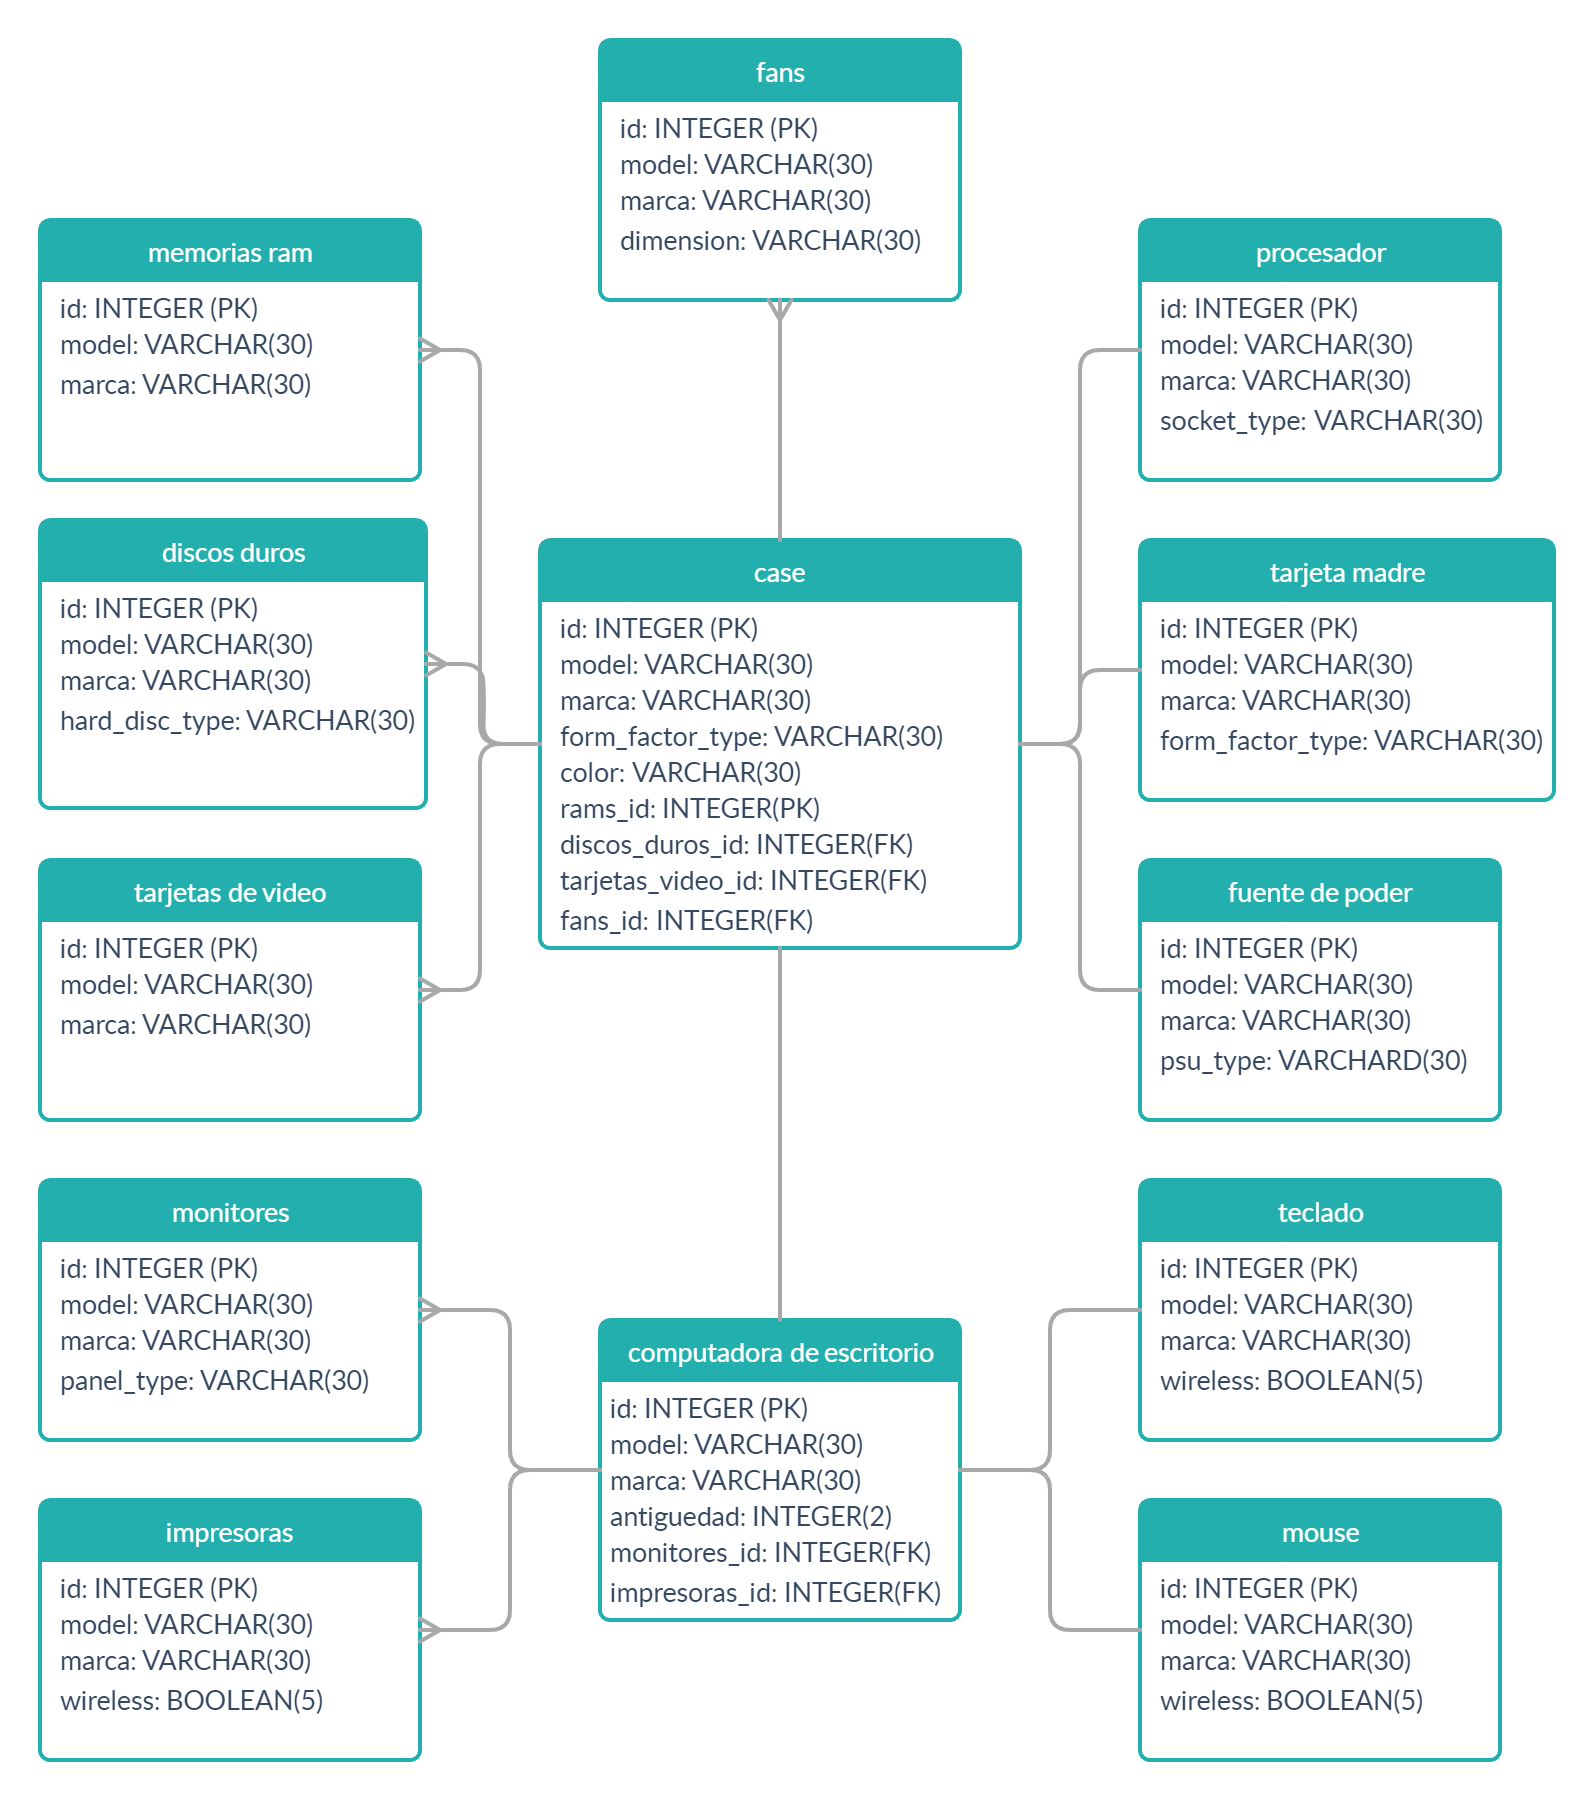 fans
id: INTEGER (PK)
model: VARCHAR(30)
marca: VARCHAR(30)
dimension: VARCHAR(30)
memorias ram
id: INTEGER (PK)
model: VARCHAR(30)
marca: VARCHAR(30)
procesador
id: INTEGER (PK)
model: VARCHAR(30)
marca: VARCHAR(30)
socket_type: VARCHAR(30)
discos duros
id: INTEGER (PK)
model: VARCHAR(30)
marca: VARCHAR(30)
hard_disc_type: VARCHAR(30)
case
id: INTEGER (PK)
model: VARCHAR(30)
marca: VARCHAR(30)
form_factor_type: VARCHAR(30)
color: VARCHAR(30)
rams_id: INTEGER(PK)
discos_duros_id: INTEGER(FK)
tarjetas_video_id: INTEGER(FK)
fans_id: INTEGER(FK)
tarjeta madre
id: INTEGER (PK)
model: VARCHAR(30)
marca: VARCHAR(30)
form_factor_type: VARCHAR(30)
tarjetas de video
id: INTEGER (PK)
model: VARCHAR(30)
marca: VARCHAR(30)
fuente de poder
id: INTEGER (PK)
model: VARCHAR(30)
marca: VARCHAR(30)
psu_type: VARCHARD(30)
monitores
id: INTEGER (PK)
model: VARCHAR(30)
marca: VARCHAR(30)
panel_type: VARCHAR(30)
teclado
id: INTEGER (PK)
model: VARCHAR(30)
marca: VARCHAR(30)
wireless: BOOLEAN(5)
computadora de escritorio
id: INTEGER (PK)
model: VARCHAR(30)
marca: VARCHAR(30)
antiguedad: INTEGER(2)
monitores_id: INTEGER(FK)
impresoras_id: INTEGER(FK)
impresoras
id: INTEGER (PK)
model: VARCHAR(30)
marca: VARCHAR(30)
wireless: BOOLEAN(5)
mouse
id: INTEGER (PK)
model: VARCHAR(30)
marca: VARCHAR(30)
wireless: BOOLEAN(5)